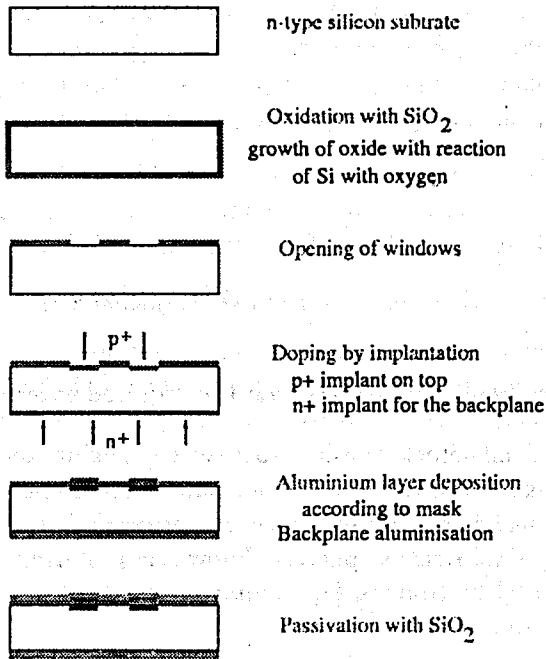 n-type silicon subtrate
Oxidation with SiO₂
growth of oxide with reaction
of Si with oxygen
Opening of windows
p+
Doping by implantation
p+ implant on top
n+ implant for the backplane
n+
Aluminium layer deposition
according to mask
Backplane aluminisation
Passivation with SiO₂